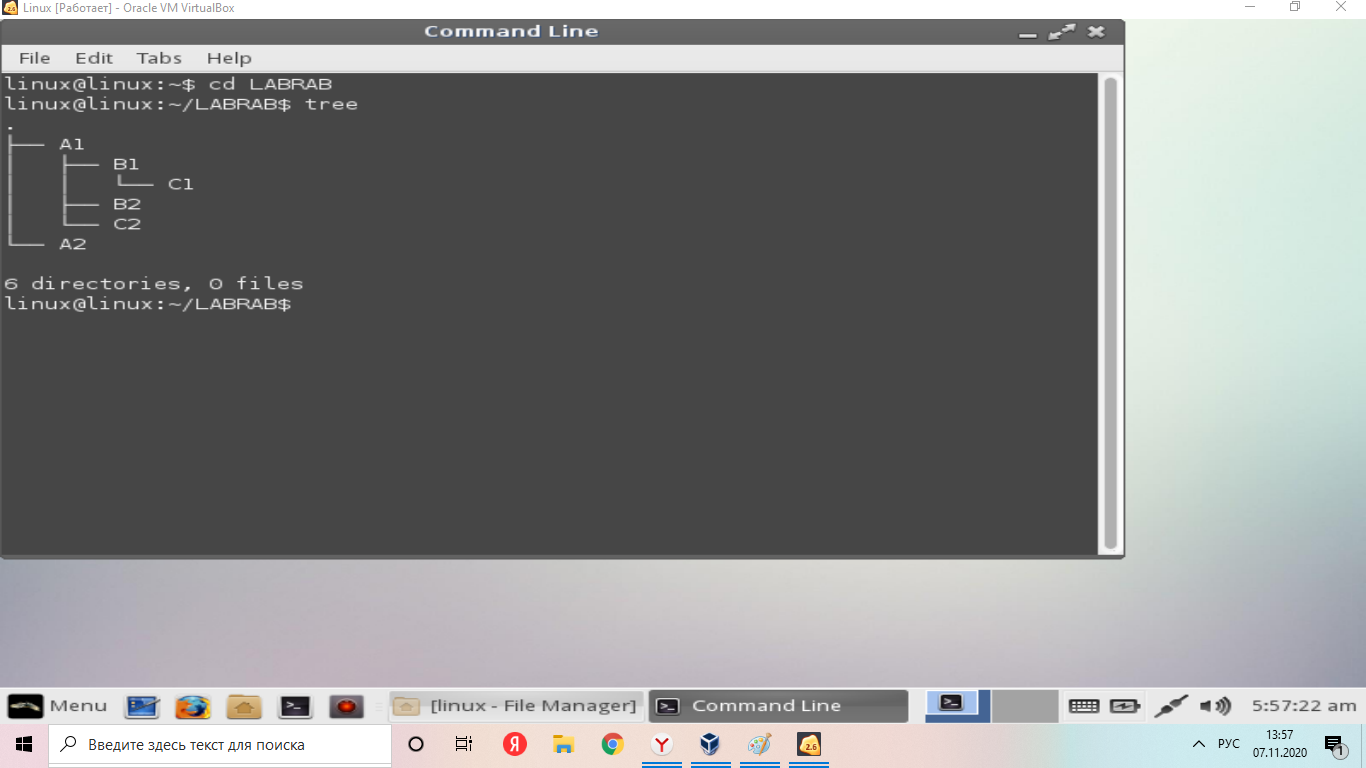 Linux [Работает] - Oracle VM VirtualBox
Command Line
File Edit Tabs Help
linux@linux:~$ cd LABRAB
linux@linux:~/LABRAB$ tree
.
├── A1
│   ├── B1
│   │   └── C1
│   ├── B2
│   └── C2
└── A2
6 directories, 0 files
linux@linux:~/LABRAB$
Menu [linux - File Manager] Command Line 5:57:22 am
Введите здесь текст для поиска
Я
Y
2.6
РУС
13:57
07.11.2020
1